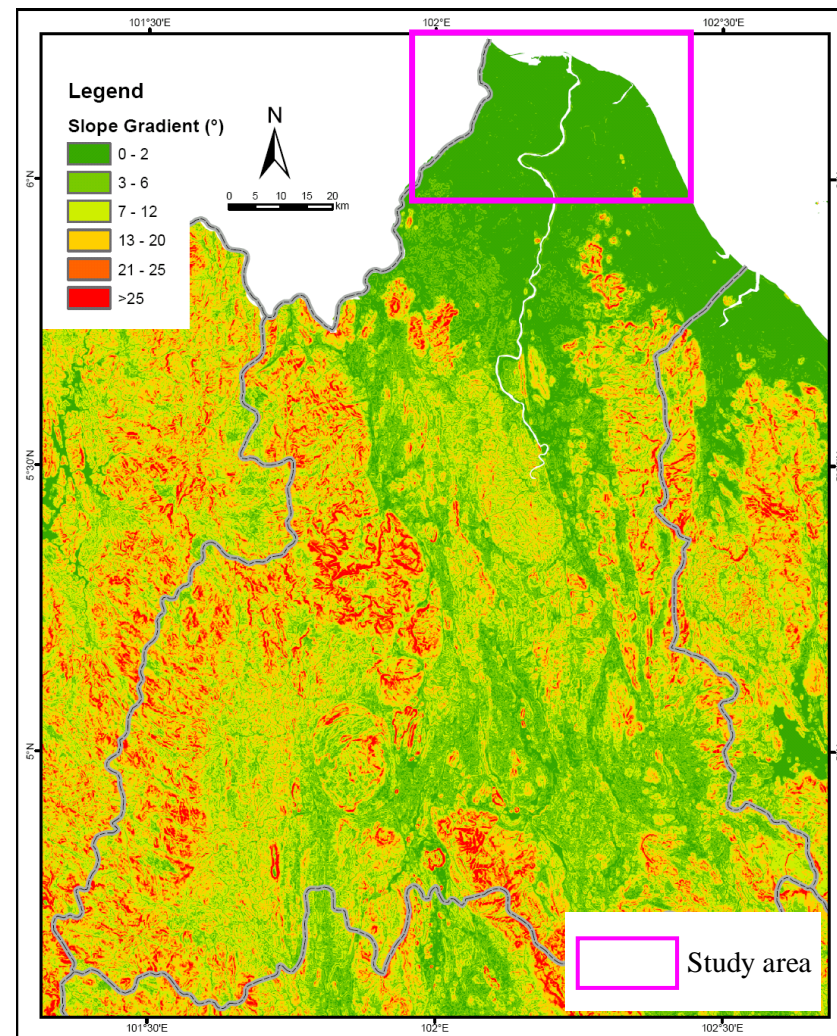 101°30'E 102°E 102°30'E
Legend
Slope Gradient (°)
0 - 2
3 - 6
7 - 12
13 - 20
21 - 25
>25
N
0 5 10 15 20
km
6°N
5°30'N
5°N
Study area
101°30'E 102°E 102°30'E